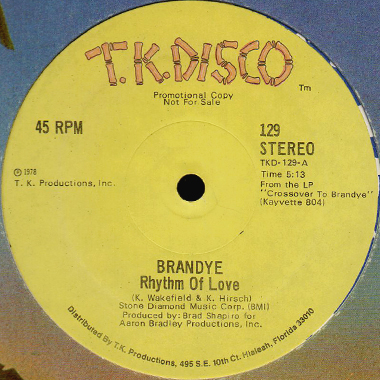 T.K.DISCO
TM
Promotional Copy
Not For Sale
45 RPM
129
STEREO
TKD-129-A
℗ 1978
T. K. Productions, Inc.
Time 5:13
From the LP
"Crossover To Brandye"
(Kayvette 804)
BRANDYE
Rhythm Of Love
(K. Wakefield & K. Hirsch)
Stone Diamond Music Corp. (BMI)
Produced by: Brad Shapiro for
Aaron Bradley Productions, Inc.
Distributed By T.K. Productions, 495 S.E. 10th Ct. Hialeah, Florida 33010